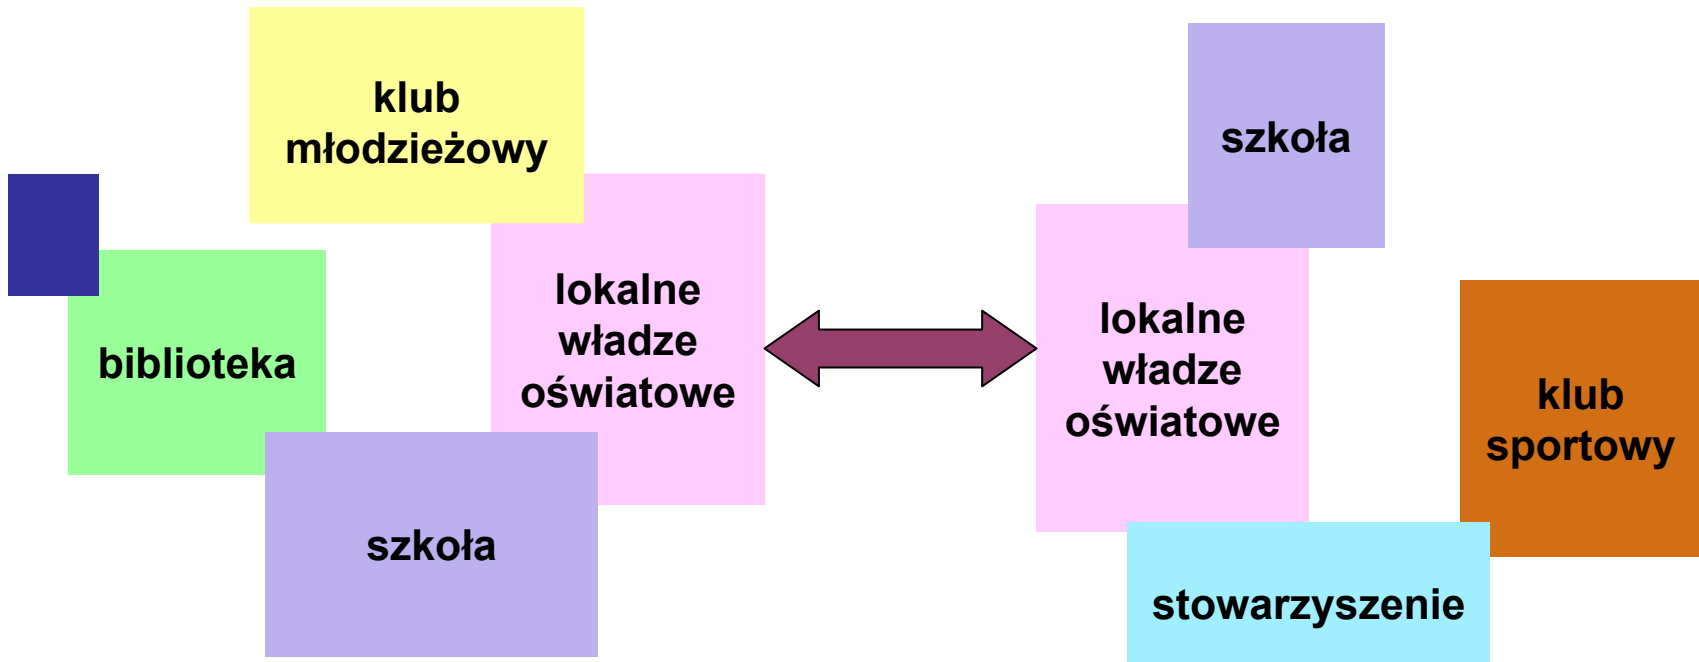 klub
młodzieżowy
lokalne
władze
oświatowe
biblioteka
szkoła
szkoła
lokalne
władze
oświatowe
klub
sportowy
stowarzyszenie